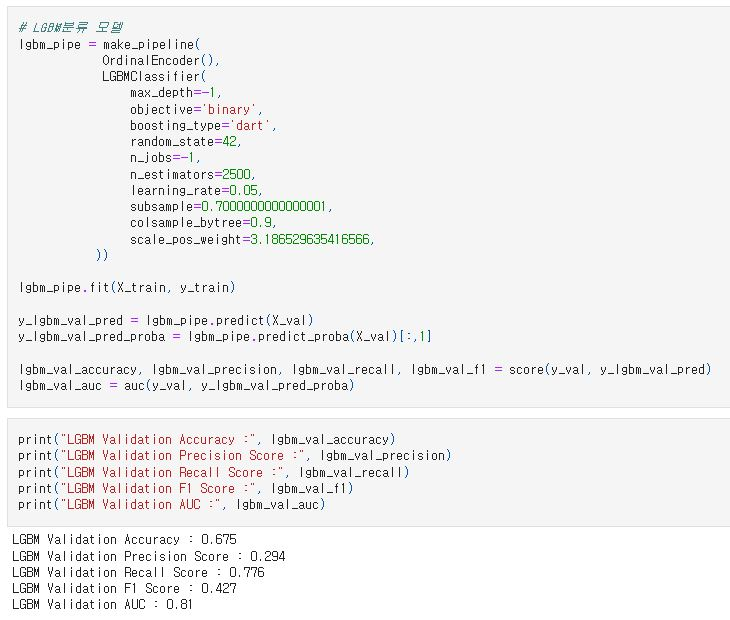 # LGBM분류 모델
lgbm_pipe = make_pipeline(
            OrdinalEncoder(),
            LGBMClassifier(
                max_depth=-1,
                objective='binary',
                boosting_type='dart',
                random_state=42,
                n_jobs=-1,
                n_estimators=2500,
                learning_rate=0.05,
                subsample=0.7000000000000001,
                colsample_bytree=0.9,
                scale_pos_weight=3.186529635416566,
           ))
lgbm_pipe.fit(X_train, y_train)
y_lgbm_val_pred = lgbm_pipe.predict(X_val)
y_lgbm_val_pred_proba = lgbm_pipe.predict_proba(X_val)[:,1]
lgbm_val_accuracy, lgbm_val_precision, lgbm_val_recall, lgbm_val_f1 = score(y_val, y_lgbm_val_pred)
lgbm_val_auc = auc(y_val, y_lgbm_val_pred_proba)
print("LGBM Validation Accuracy :", lgbm_val_accuracy)
print("LGBM Validation Precision Score :", lgbm_val_precision)
print("LGBM Validation Recall Score :", lgbm_val_recall)
print("LGBM Validation F1 Score :", lgbm_val_f1)
print("LGBM Validation AUC :", lgbm_val_auc)
LGBM Validation Accuracy : 0.675
LGBM Validation Precision Score : 0.294
LGBM Validation Recall Score : 0.776
LGBM Validation F1 Score : 0.427
LGBM Validation AUC : 0.81